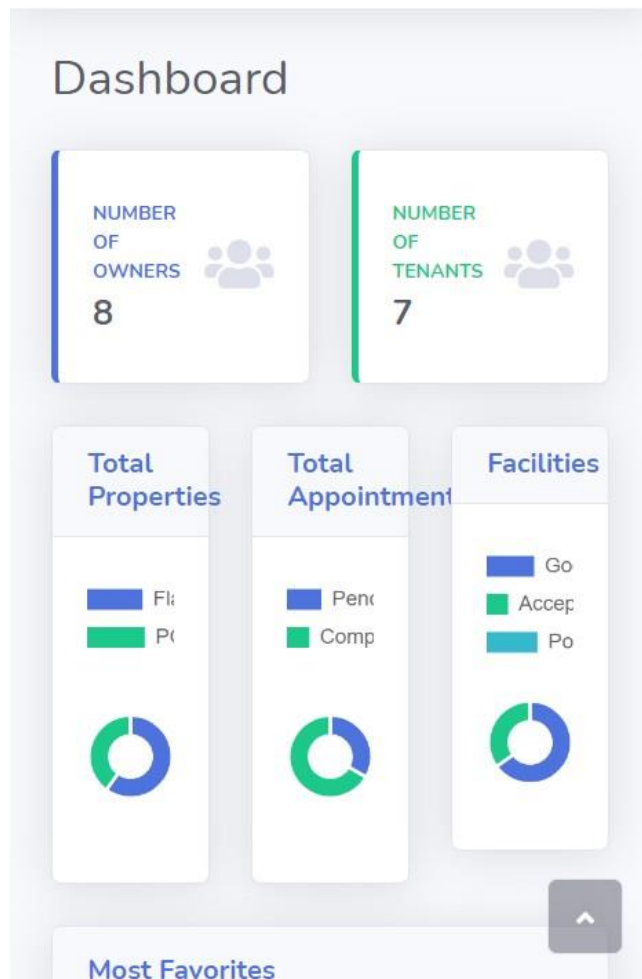 Dashboard
NUMBER
OF
OWNERS
8
NUMBER
OF
TENANTS
7
Total
Properties
Total
Appointment
Facilities
Fla
P(
Pend
Comp
Go
Accep
Po
Most Favorites